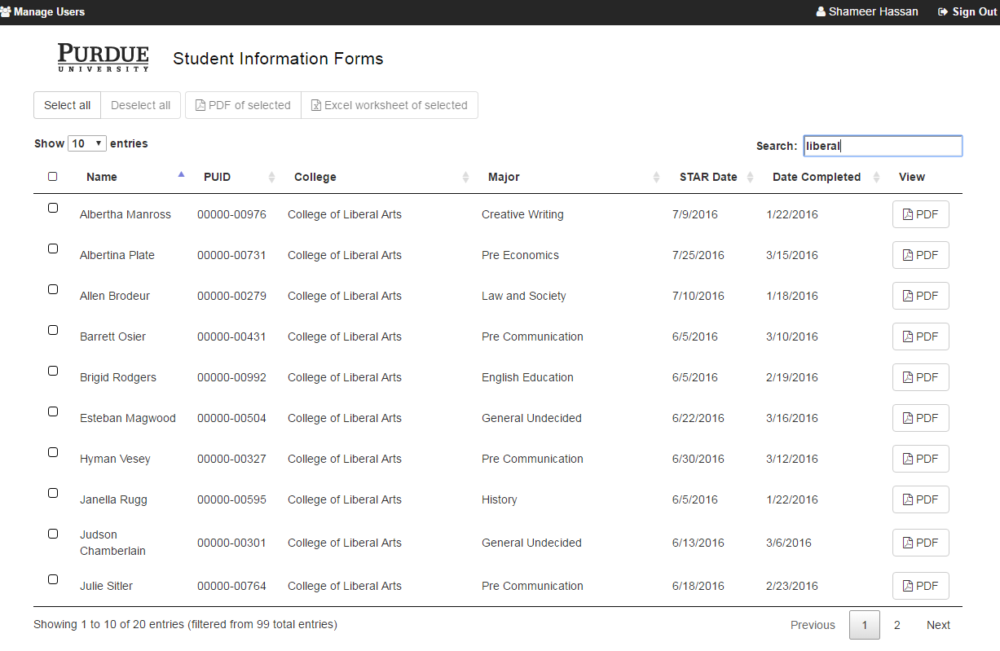 Manage Users Shameer Hassan Sign Out
PURDUE
UNIVERSITY
Student Information Forms
Select all Deselect all PDF of selected Excel worksheet of selected
Show 10 entries Search: liberal
Name PUID College Major STAR Date Date Completed View
Albertha Manross 00000-00976 College of Liberal Arts Creative Writing 7/9/2016 1/22/2016 PDF
Albertina Plate 00000-00731 College of Liberal Arts Pre Economics 7/25/2016 3/15/2016 PDF
Allen Brodeur 00000-00279 College of Liberal Arts Law and Society 7/10/2016 1/18/2016 PDF
Barrett Osier 00000-00431 College of Liberal Arts Pre Communication 6/5/2016 3/10/2016 PDF
Brigid Rodgers 00000-00992 College of Liberal Arts English Education 6/5/2016 2/19/2016 PDF
Esteban Magwood 00000-00504 College of Liberal Arts General Undecided 6/22/2016 3/16/2016 PDF
Hyman Vesey 00000-00327 College of Liberal Arts Pre Communication 6/30/2016 3/12/2016 PDF
Janella Rugg 00000-00595 College of Liberal Arts History 6/5/2016 1/22/2016 PDF
Judson
Chamberlain 00000-00301 College of Liberal Arts General Undecided 6/13/2016 3/6/2016 PDF
Julie Sitler 00000-00764 College of Liberal Arts Pre Communication 6/18/2016 2/23/2016 PDF
Showing 1 to 10 of 20 entries (filtered from 99 total entries) Previous 1 2 Next